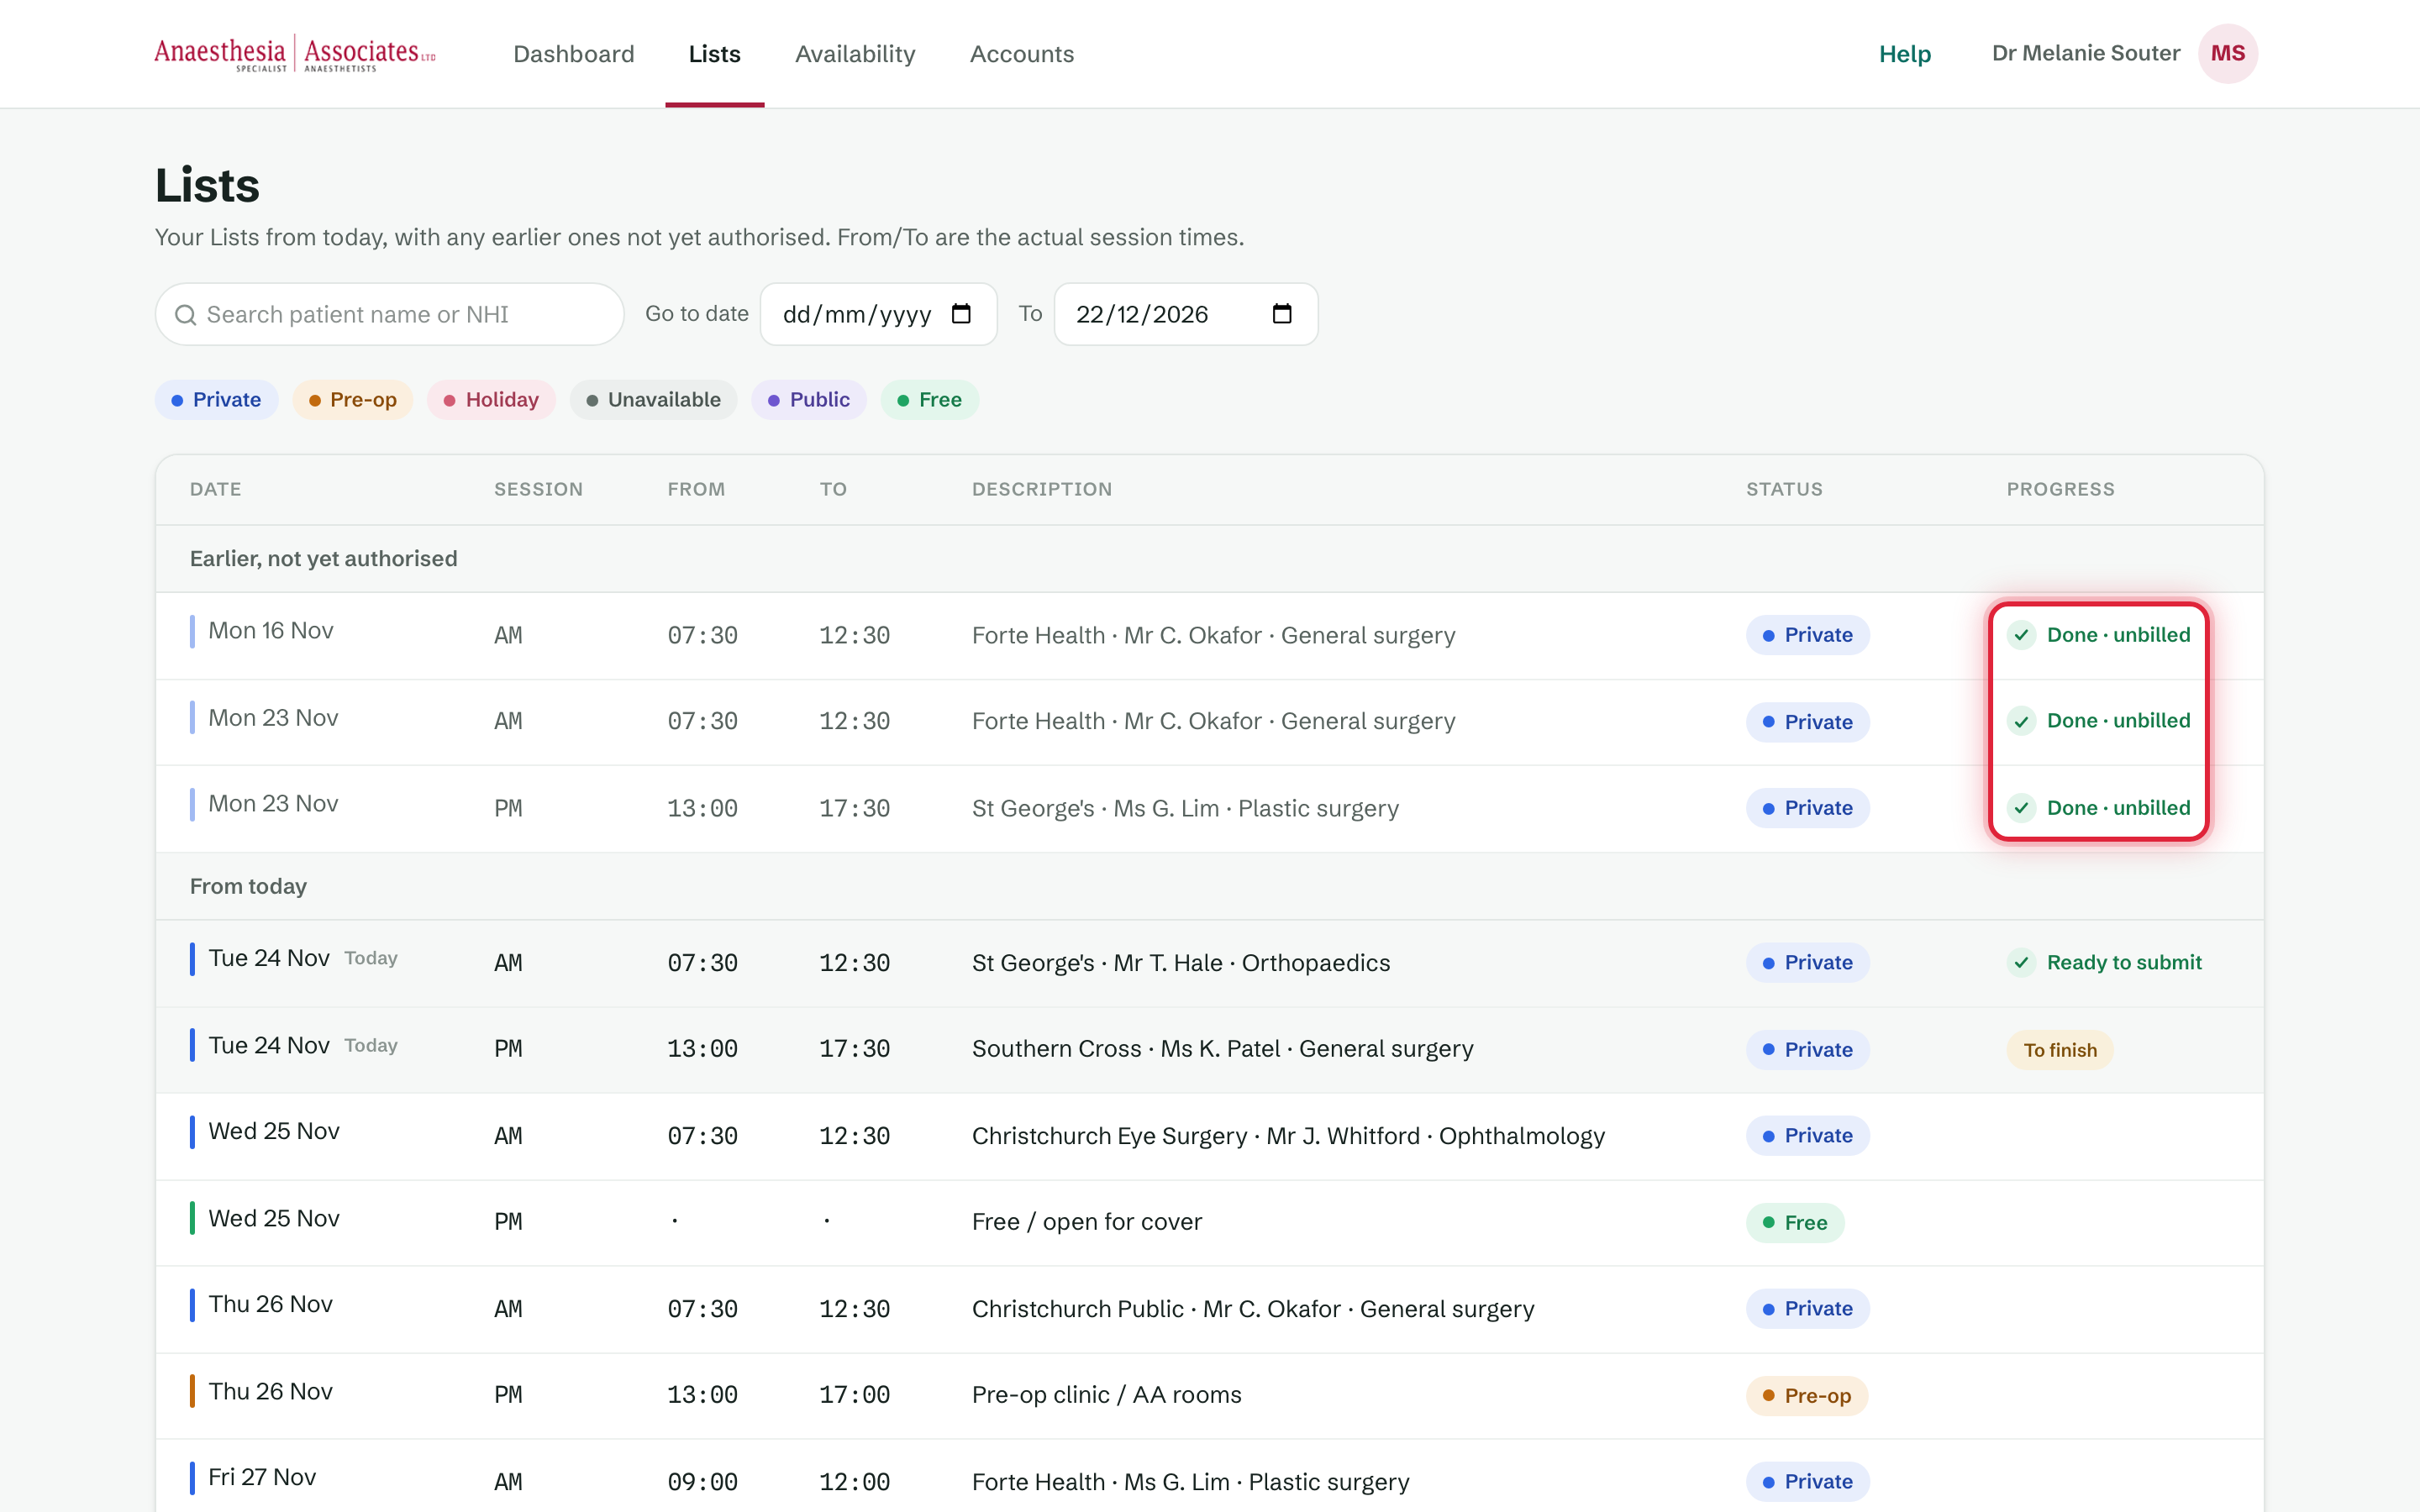 Anaesthesia | Associates LTD
SPECIALIST ANAESTHETISTS
Dashboard Lists Availability Accounts Help Dr Melanie Souter MS
Lists
Your Lists from today, with any earlier ones not yet authorised. From/To are the actual session times.
Search patient name or NHI Go to date dd/mm/yyyy To 22/12/2026
Private Pre-op Holiday Unavailable Public Free
DATE SESSION FROM TO DESCRIPTION STATUS PROGRESS
Earlier, not yet authorised
Mon 16 Nov AM 07:30 12:30 Forte Health · Mr C. Okafor · General surgery Private Done · unbilled
Mon 23 Nov AM 07:30 12:30 Forte Health · Mr C. Okafor · General surgery Private Done · unbilled
Mon 23 Nov PM 13:00 17:30 St George's · Ms G. Lim · Plastic surgery Private Done · unbilled
From today
Tue 24 Nov Today AM 07:30 12:30 St George's · Mr T. Hale · Orthopaedics Private Ready to submit
Tue 24 Nov Today PM 13:00 17:30 Southern Cross · Ms K. Patel · General surgery Private To finish
Wed 25 Nov AM 07:30 12:30 Christchurch Eye Surgery · Mr J. Whitford · Ophthalmology Private
Wed 25 Nov PM · · Free / open for cover Free
Thu 26 Nov AM 07:30 12:30 Christchurch Public · Mr C. Okafor · General surgery Private
Thu 26 Nov PM 13:00 17:00 Pre-op clinic / AA rooms Pre-op
Fri 27 Nov AM 09:00 12:00 Forte Health · Ms G. Lim · Plastic surgery Private